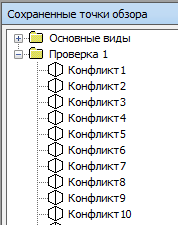 Сохраненные точки обзора
Основные виды
Проверка 1
Конфликт1
Конфликт2
Конфликт3
Конфликт4
Конфликт5
Конфликт6
Конфликт7
Конфликт8
Конфликт9
Конфликт10